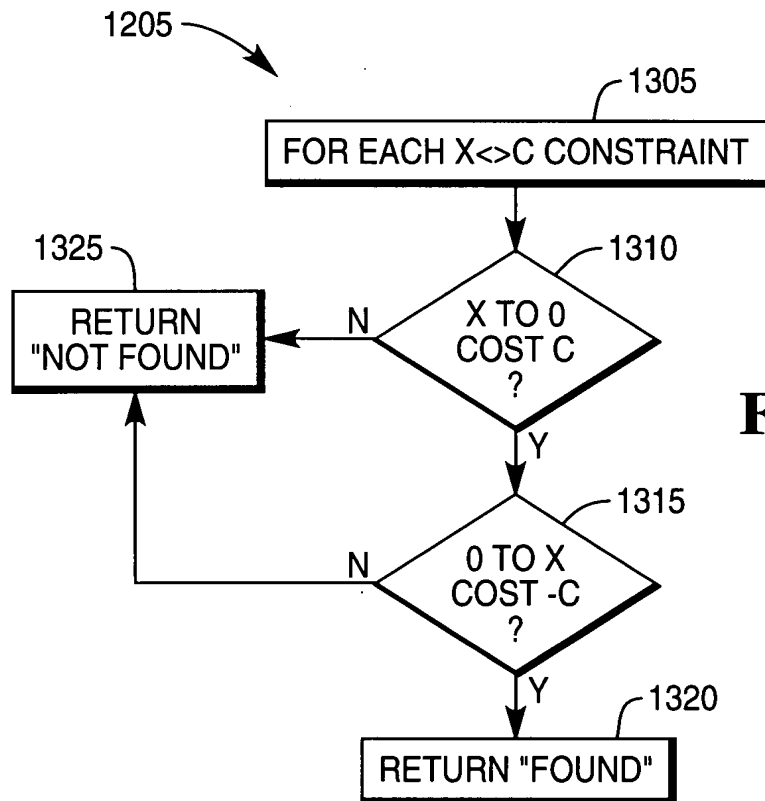 1205
1305
FOR EACH X<>C CONSTRAINT
1325
1310
RETURN
"NOT FOUND"
N
X TO 0
COST C
?
Y
1315
N
0 TO X
COST -C
?
Y
1320
RETURN "FOUND"